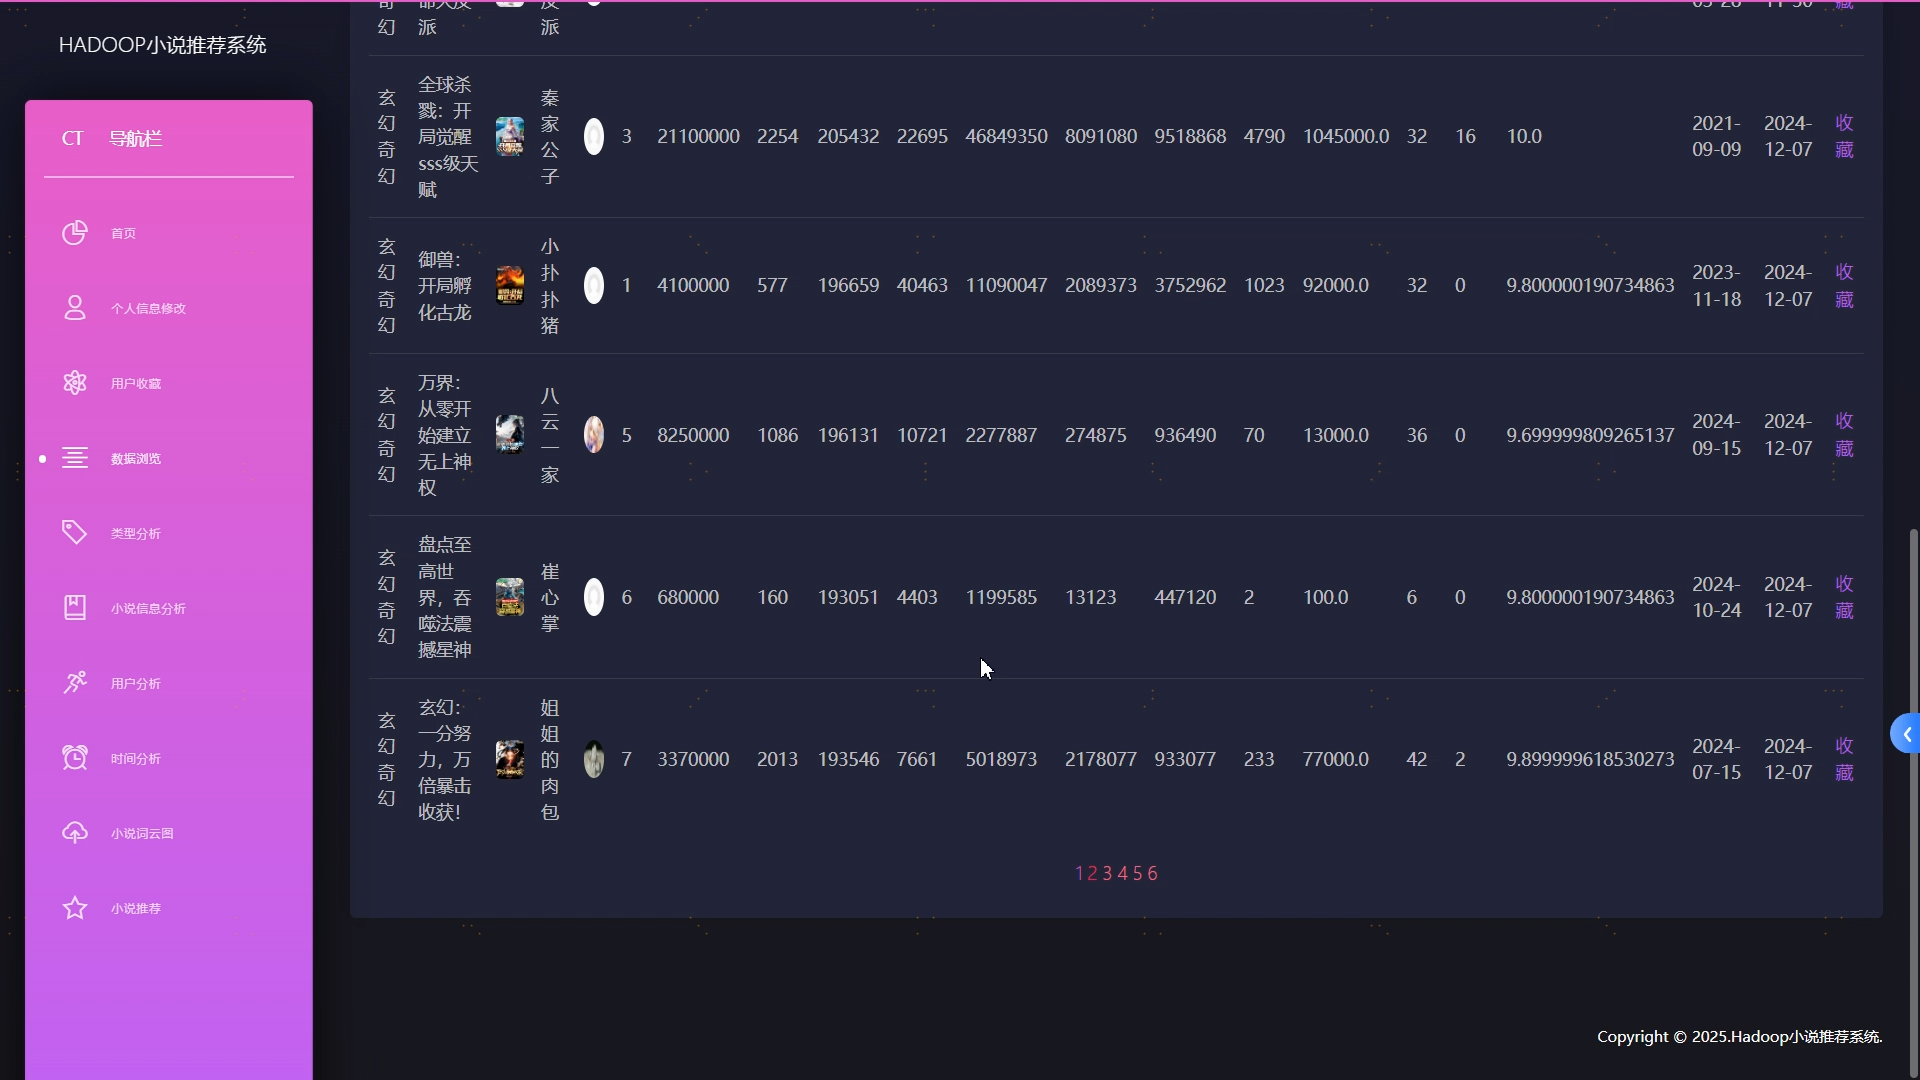 HADOOP小说推荐系统
CT 导航栏
首页
个人信息修改
用户收藏
数据浏览
类型分析
小说信息分析
用户分析
时间分析
小说词云图
小说推荐
幻
派
派
玄幻奇幻 全球杀戮：开局觉醒sss级天赋 秦家公子 3 21100000 2254 205432 22695 46849350 8091080 9518868 4790 1045000.0 32 16 10.0 2021-09-09 2024-12-07 收藏
玄幻奇幻 御兽：开局孵化古龙 小扑扑猪 1 4100000 577 196659 40463 11090047 2089373 3752962 1023 92000.0 32 0 9.800000190734863 2023-11-18 2024-12-07 收藏
玄幻奇幻 万界：从零开始建立无上神权 八云一家 5 8250000 1086 196131 10721 2277887 274875 936490 70 13000.0 36 0 9.699999809265137 2024-09-15 2024-12-07 收藏
玄幻奇幻 盘点至高世界，吞噬法震撼星神 崔心掌 6 680000 160 193051 4403 1199585 13123 447120 2 100.0 6 0 9.800000190734863 2024-10-24 2024-12-07 收藏
玄幻奇幻 玄幻：一分努力，万倍暴击收获！ 姐姐的肉包 7 3370000 2013 193546 7661 5018973 2178077 933077 233 77000.0 42 2 9.899999618530273 2024-07-15 2024-12-07 收藏
1 2 3 4 5 6
Copyright © 2025.Hadoop小说推荐系统.